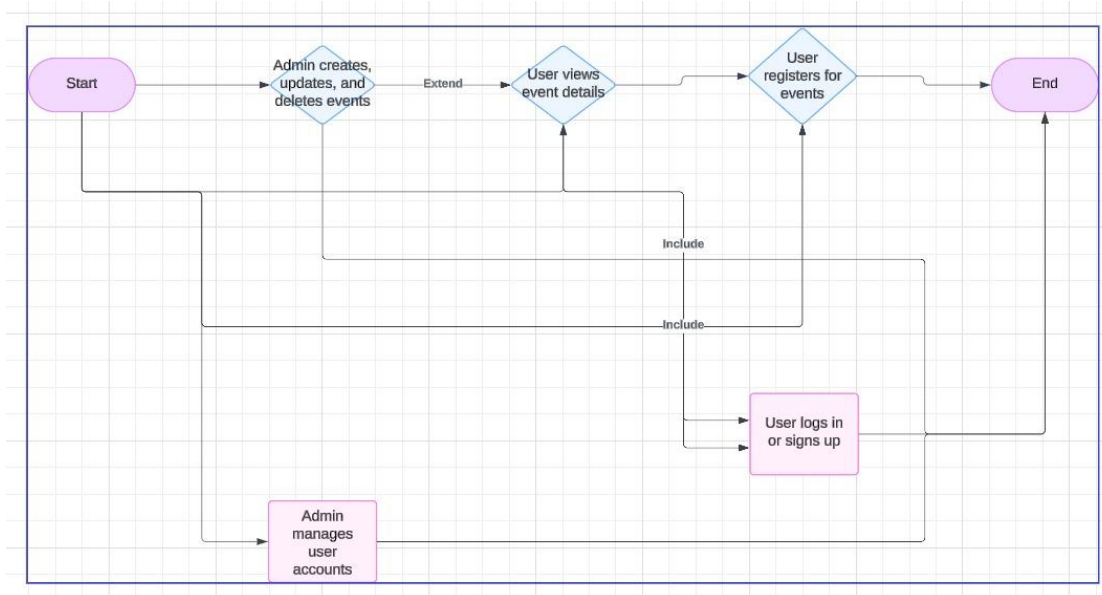 Start
Admin creates,
updates, and
deletes events
Extend
User views
event details
User
registers for
events
End
Include
Include
User logs in
or signs up
Admin
manages
user
accounts